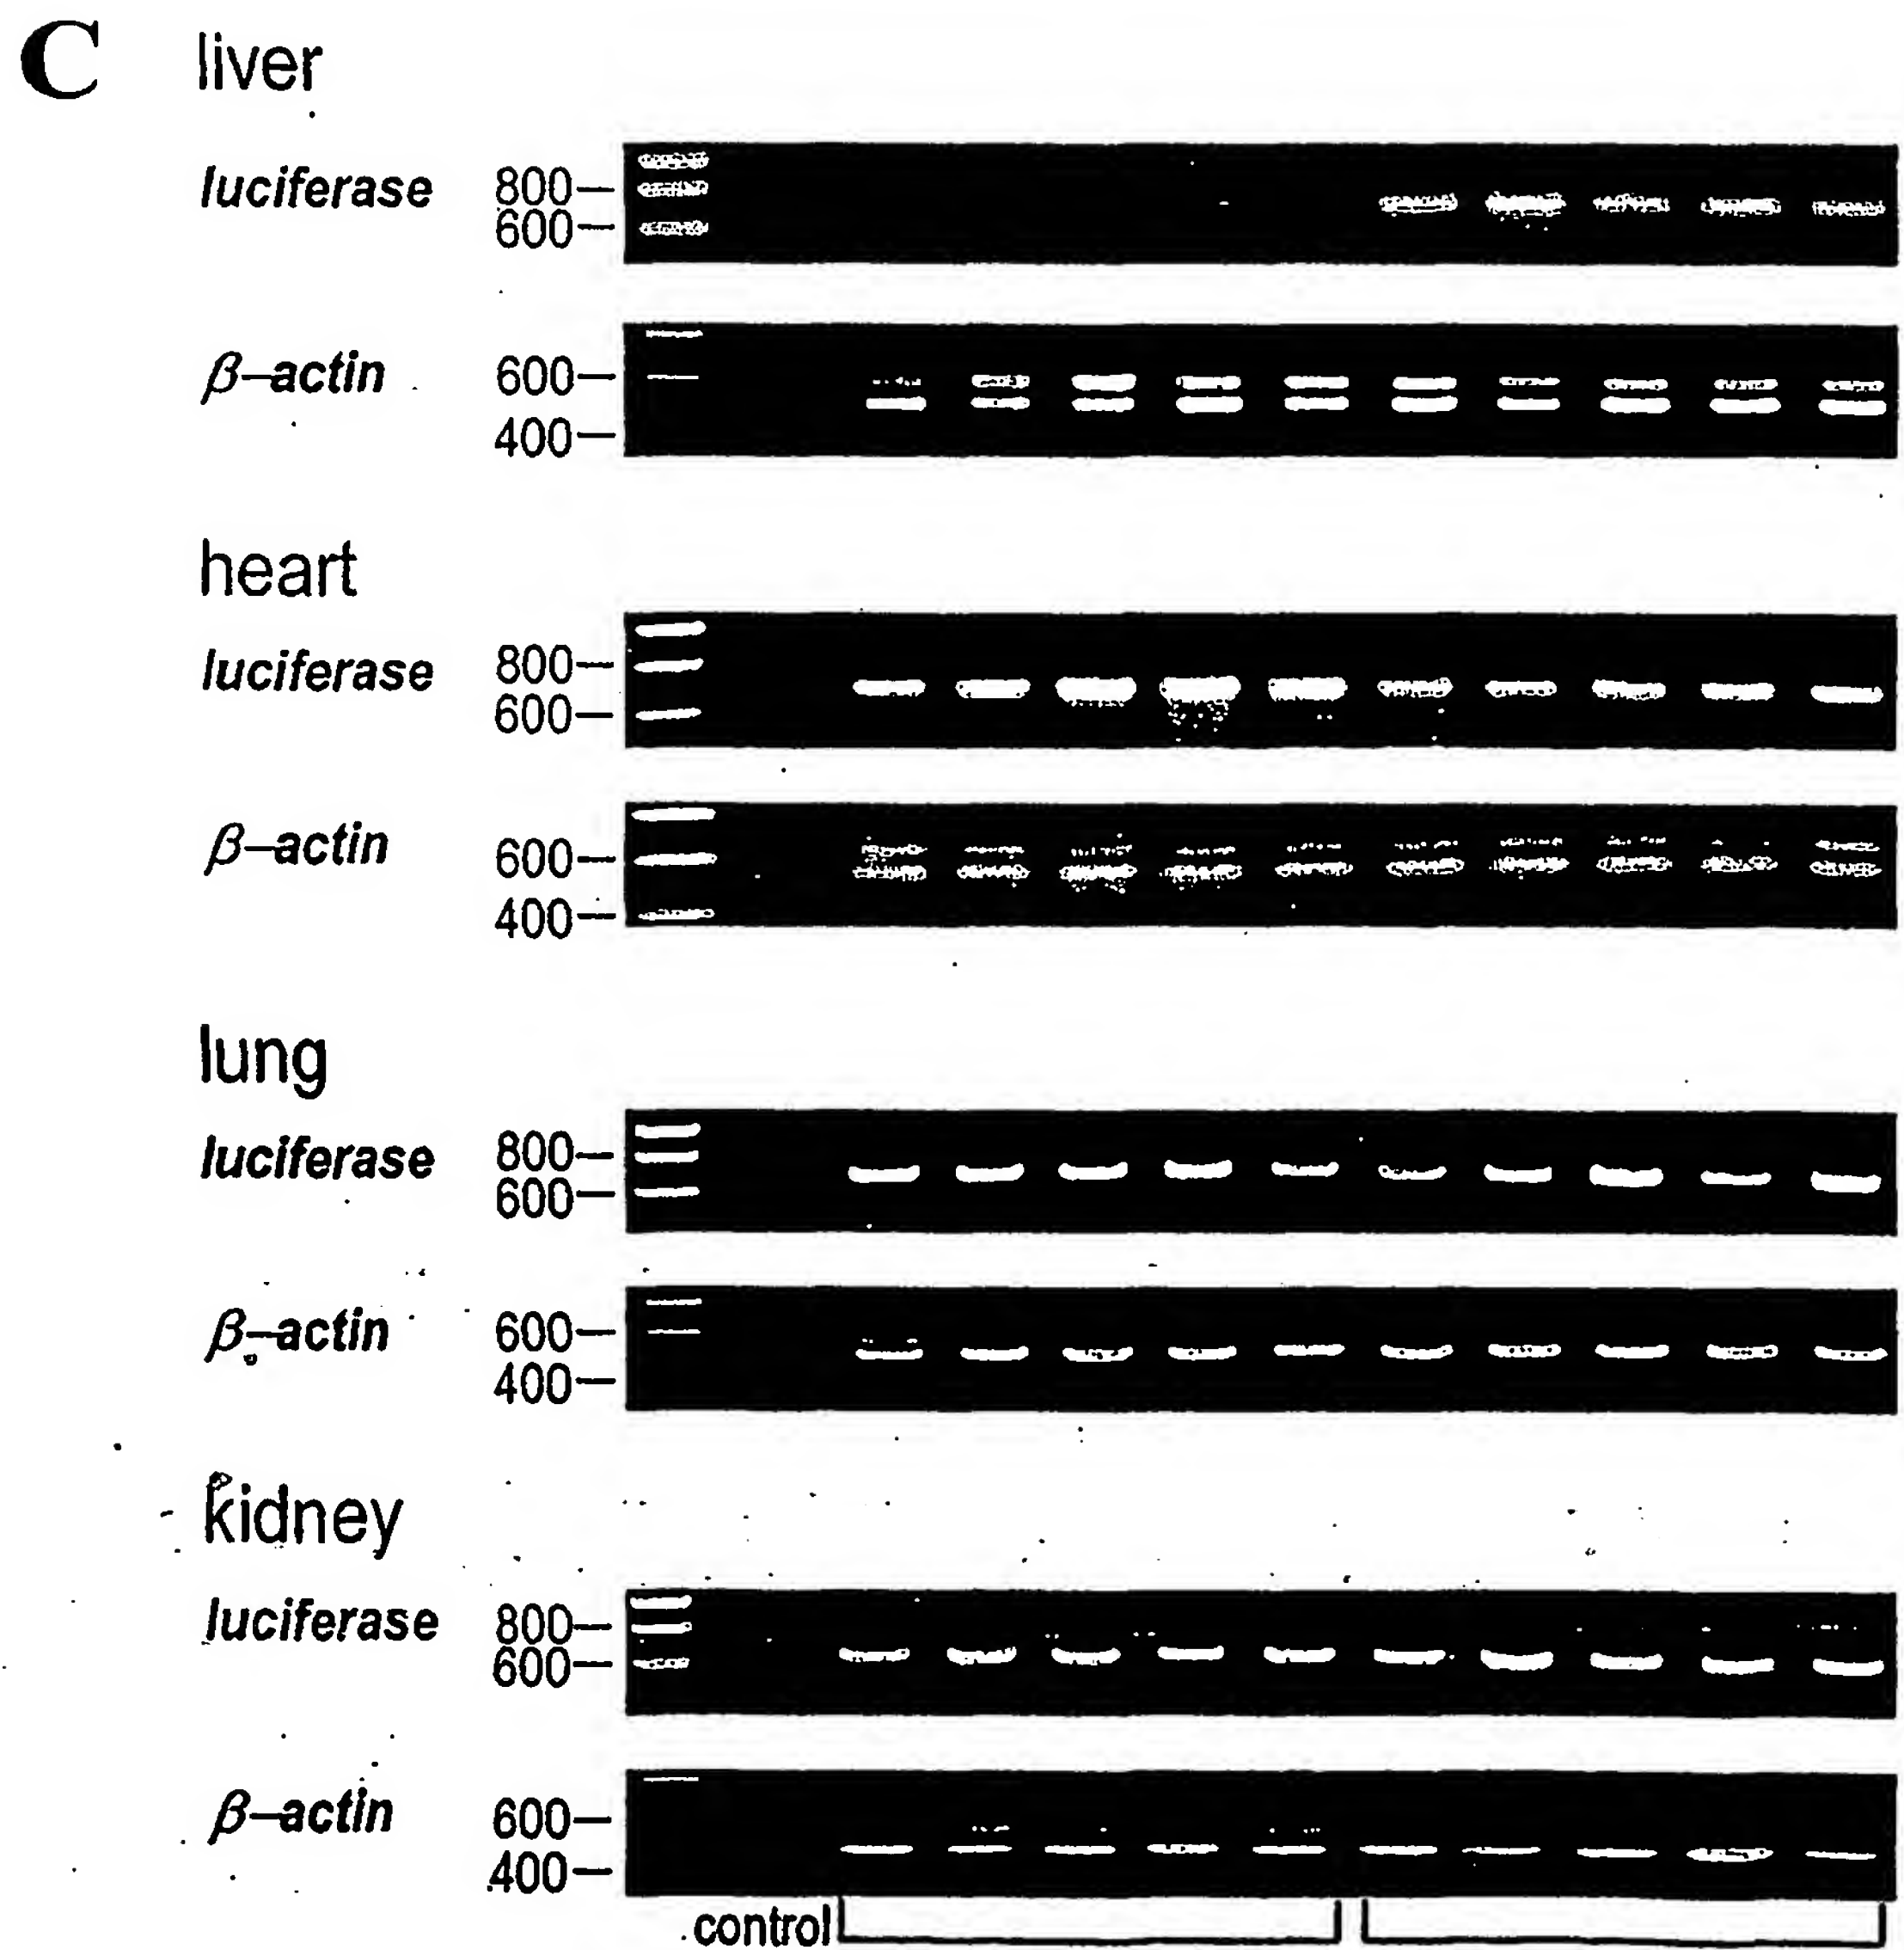 C liver
luciferase 800–
600–
β–actin 600–
400–
heart
luciferase 800–
600–
β–actin 600–
400–
lung
luciferase 800–
600–
β–actin 600–
400–
kidney
luciferase 800–
600–
β–actin 600–
400–
control